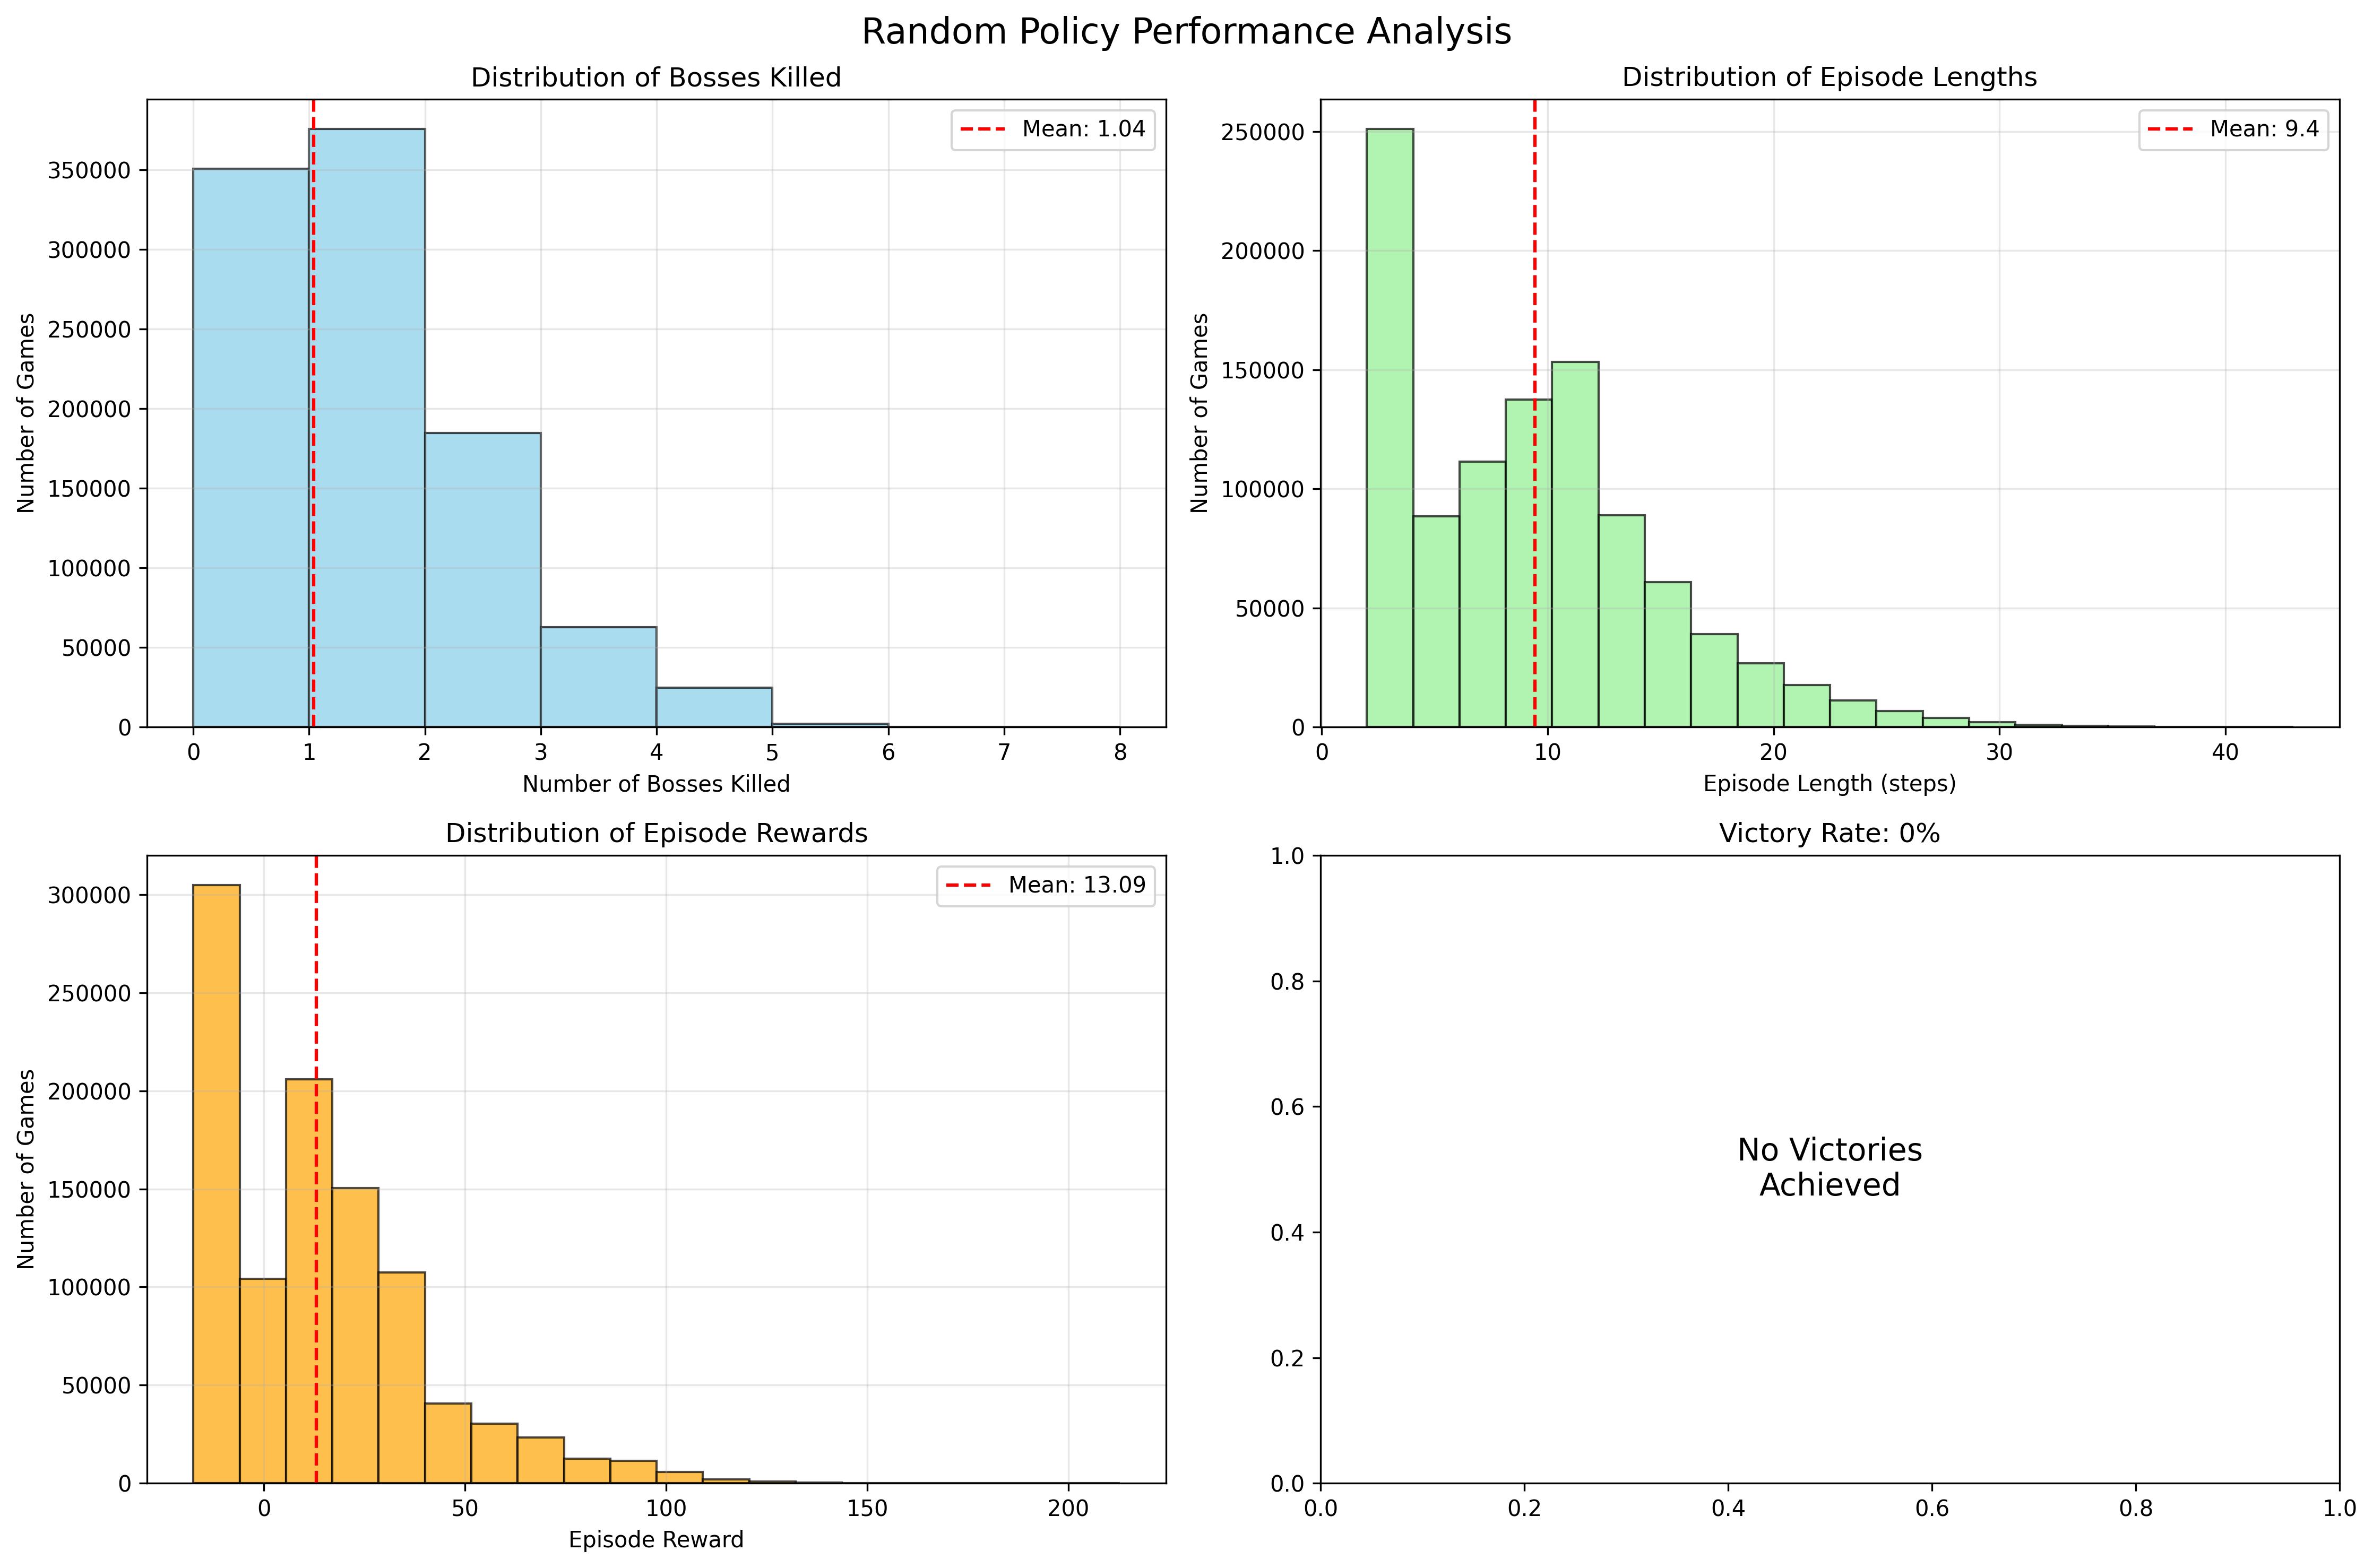 Random Policy Performance Analysis
Distribution of Bosses Killed
Mean: 1.04
Number of Games
350000
300000
250000
200000
150000
100000
50000
0
0 1 2 3 4 5 6 7 8
Number of Bosses Killed
Distribution of Episode Lengths
Mean: 9.4
Number of Games
250000
200000
150000
100000
50000
0
0 10 20 30 40
Episode Length (steps)
Distribution of Episode Rewards
Mean: 13.09
Number of Games
300000
250000
200000
150000
100000
50000
0
0 50 100 150 200
Episode Reward
Victory Rate: 0%
1.0
0.8
0.6
0.4
0.2
0.0
No Victories
Achieved
0.0 0.2 0.4 0.6 0.8 1.0